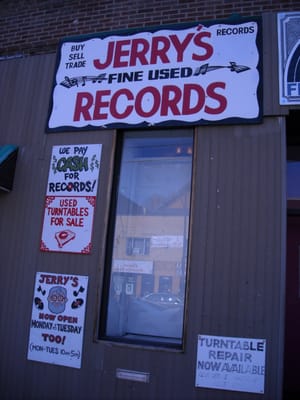 BUY
SELL
TRADE
JERRY'S
RECORDS
FINE USED
RECORDS
WE PAY
CASH
FOR
RECORDS!
USED
TURNTABLES
FOR SALE
JERRY'S
NOW OPEN
MONDAY & TUESDAY
TOO!
TURNTABLE
REPAIR
NOW AVAILABLE